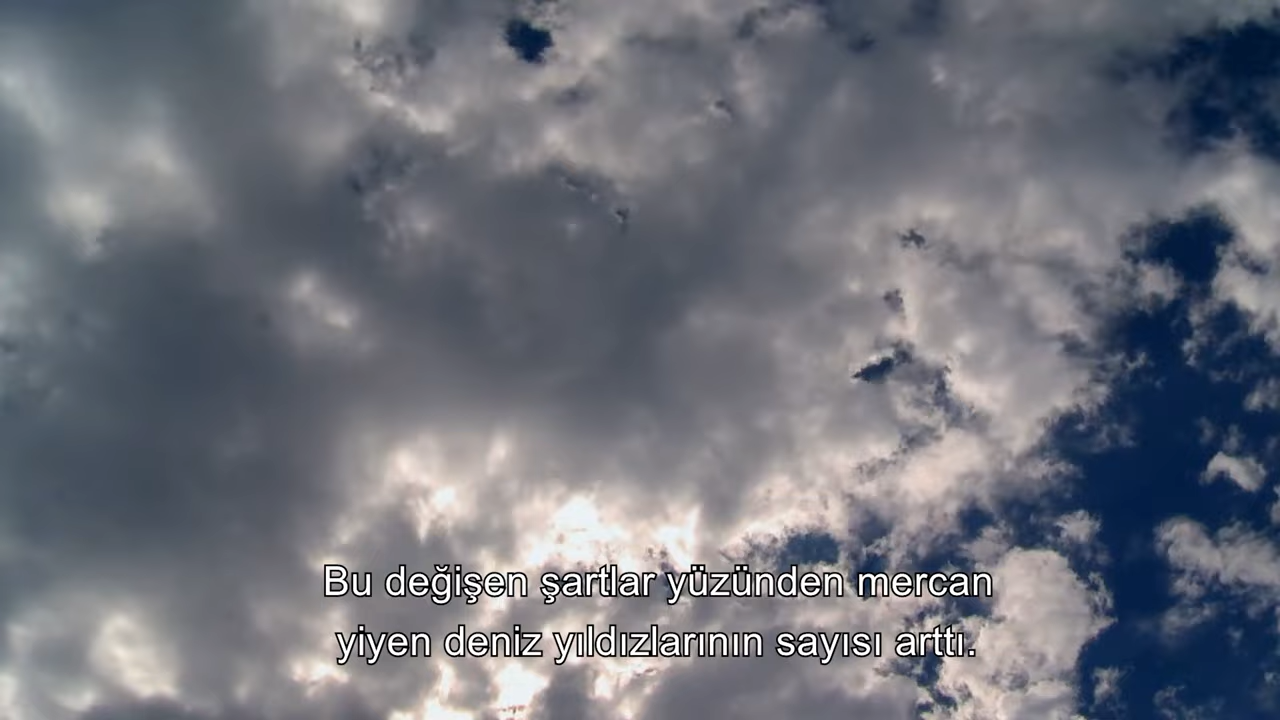 Bu değişen şartlar yüzünden mercan
yiyen deniz yıldızlarının sayısı arttı.